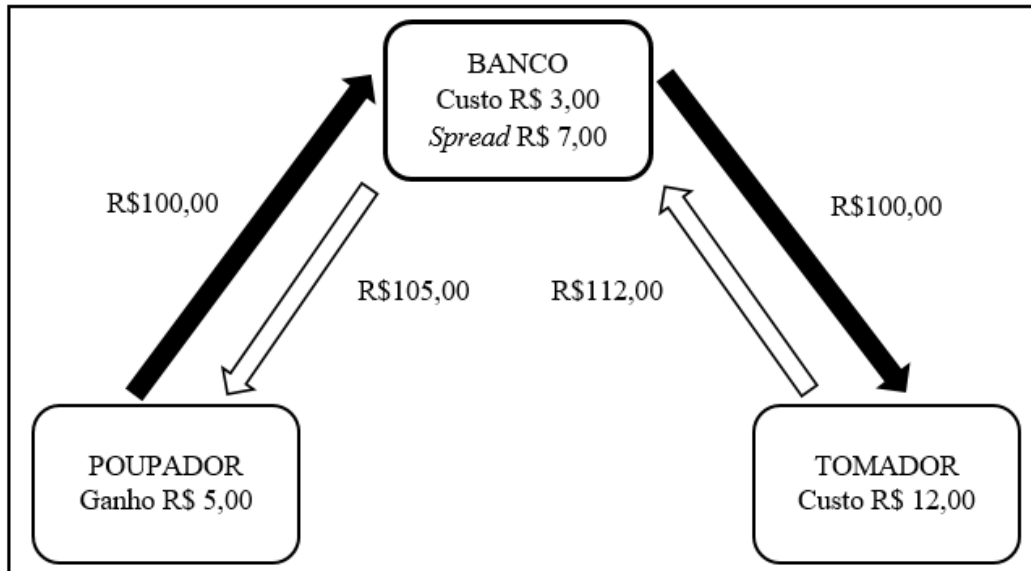 BANCO
Custo R$ 3,00
Spread R$ 7,00
R$100,00
R$100,00
R$105,00
R$112,00
POUPADOR
Ganho R$ 5,00
TOMADOR
Custo R$ 12,00